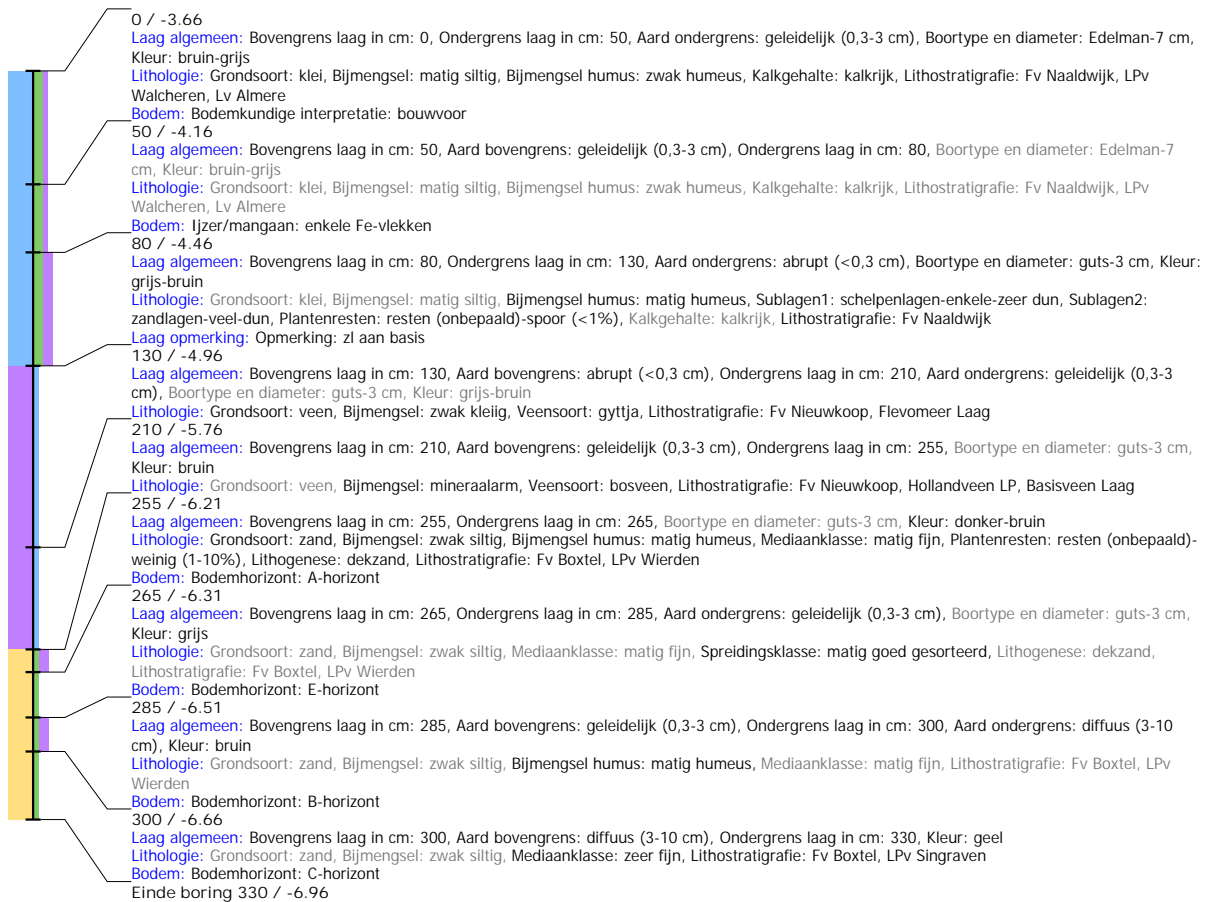 0 / -3.66
Laag algemeen: Bovengrens laag in cm: 0, Ondergrens laag in cm: 50, Aard ondergrens: geleidelijk (0,3-3 cm), Boortype en diameter: Edelman-7 cm,
Kleur: bruin-grijs
Lithologie: Grondsoort: klei, Bijmengsel: matig siltig, Bijmengsel humus: zwak humeus, Kalkgehalte: kalkrijk, Lithostratigrafie: Fv Naaldwijk, LPv
Walcheren, Lv Almere
Bodem: Bodemkundige interpretatie: bouwvoor
50 / -4.16
Laag algemeen: Bovengrens laag in cm: 50, Aard bovengrens: geleidelijk (0,3-3 cm), Ondergrens laag in cm: 80, Boortype en diameter: Edelman-7
cm, Kleur: bruin-grijs
Lithologie: Grondsoort: klei, Bijmengsel: matig siltig, Bijmengsel humus: zwak humeus, Kalkgehalte: kalkrijk, Lithostratigrafie: Fv Naaldwijk, LPv
Walcheren, Lv Almere
Bodem: Ijzer/mangaan: enkele Fe-vlekken
80 / -4.46
Laag algemeen: Bovengrens laag in cm: 80, Ondergrens laag in cm: 130, Aard ondergrens: abrupt (<0,3 cm), Boortype en diameter: guts-3 cm, Kleur:
grijs-bruin
Lithologie: Grondsoort: klei, Bijmengsel: matig siltig, Bijmengsel humus: matig humeus, Sublagen1: schelpenlagen-enkele-zeer dun, Sublagen2:
zandlagen-veel-dun, Plantenresten: resten (onbepaald)-spoor (<1%), Kalkgehalte: kalkrijk, Lithostratigrafie: Fv Naaldwijk
Laag opmerking: Opmerking: zl aan basis
130 / -4.96
Laag algemeen: Bovengrens laag in cm: 130, Aard bovengrens: abrupt (<0,3 cm), Ondergrens laag in cm: 210, Aard ondergrens: geleidelijk (0,3-3
cm), Boortype en diameter: guts-3 cm, Kleur: grijs-bruin
Lithologie: Grondsoort: veen, Bijmengsel: zwak kleiig, Veensoort: gyttja, Lithostratigrafie: Fv Nieuwkoop, Flevomeer Laag
210 / -5.76
Laag algemeen: Bovengrens laag in cm: 210, Aard bovengrens: geleidelijk (0,3-3 cm), Ondergrens laag in cm: 255, Boortype en diameter: guts-3 cm,
Kleur: bruin
Lithologie: Grondsoort: veen, Bijmengsel: mineraalarm, Veensoort: bosveen, Lithostratigrafie: Fv Nieuwkoop, Hollandveen LP, Basisveen Laag
255 / -6.21
Laag algemeen: Bovengrens laag in cm: 255, Ondergrens laag in cm: 265, Boortype en diameter: guts-3 cm, Kleur: donker-bruin
Lithologie: Grondsoort: zand, Bijmengsel: zwak siltig, Bijmengsel humus: matig humeus, Mediaanklasse: matig fijn, Plantenresten: resten (onbepaald)-
weinig (1-10%), Lithogenese: dekzand, Lithostratigrafie: Fv Boxtel, LPv Wierden
Bodem: Bodemhorizont: A-horizont
265 / -6.31
Laag algemeen: Bovengrens laag in cm: 265, Ondergrens laag in cm: 285, Aard ondergrens: geleidelijk (0,3-3 cm), Boortype en diameter: guts-3 cm,
Kleur: grijs
Lithologie: Grondsoort: zand, Bijmengsel: zwak siltig, Mediaanklasse: matig fijn, Spreidingsklasse: matig goed gesorteerd, Lithogenese: dekzand,
Lithostratigrafie: Fv Boxtel, LPv Wierden
Bodem: Bodemhorizont: E-horizont
285 / -6.51
Laag algemeen: Bovengrens laag in cm: 285, Aard bovengrens: geleidelijk (0,3-3 cm), Ondergrens laag in cm: 300, Aard ondergrens: diffuus (3-10
cm), Kleur: bruin
Lithologie: Grondsoort: zand, Bijmengsel: zwak siltig, Bijmengsel humus: matig humeus, Mediaanklasse: matig fijn, Lithostratigrafie: Fv Boxtel, LPv
Wierden
Bodem: Bodemhorizont: B-horizont
300 / -6.66
Laag algemeen: Bovengrens laag in cm: 300, Aard bovengrens: diffuus (3-10 cm), Ondergrens laag in cm: 330, Kleur: geel
Lithologie: Grondsoort: zand, Bijmengsel: zwak siltig, Mediaanklasse: zeer fijn, Lithostratigrafie: Fv Boxtel, LPv Singraven
Bodem: Bodemhorizont: C-horizont
Einde boring 330 / -6.96